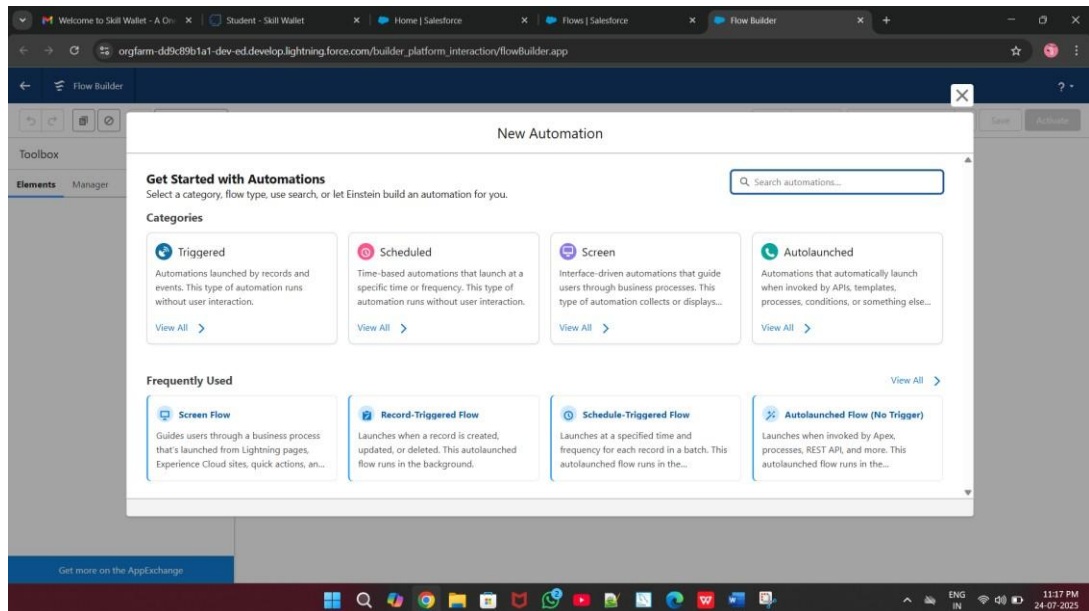 Welcome to Skill Wallet - A On
Student - Skill Wallet
Home | Salesforce
Flows | Salesforce
Flow Builder
orgfarm-dd9c89b1a1-dev-ed.develop.lightning.force.com/builder_platform_interaction/flowBuilder.app
Flow Builder
?
Save
Activate
New Automation
Toolbox
Elements
Manager
Get Started with Automations
Search automations...
Select a category, flow type, use search, or let Einstein build an automation for you.
Categories
Triggered
Automations launched by records and
events. This type of automation runs
without user interaction.
View All
Scheduled
Time-based automations that launch at a
specific time or frequency. This type of
automation runs without user interaction.
View All
Screen
Interface-driven automations that guide
users through business processes. This
type of automation collects or displays...
View All
Autolaunched
Automations that automatically launch
when invoked by APIs, templates,
processes, conditions, or something else...
View All
Frequently Used
View All
Screen Flow
Guides users through a business process
that's launched from Lightning pages,
Experience Cloud sites, quick actions, an...
Record-Triggered Flow
Launches when a record is created,
updated, or deleted. This autolaunched
flow runs in the background.
Schedule-Triggered Flow
Launches at a specified time and
frequency for each record in a batch. This
autolaunched flow runs in the...
Autolaunched Flow (No Trigger)
Launches when invoked by Apex,
processes, REST API, and more. This
autolaunched flow runs in the...
Get more on the AppExchange
ENG
IN
11:17 PM
24-07-2025